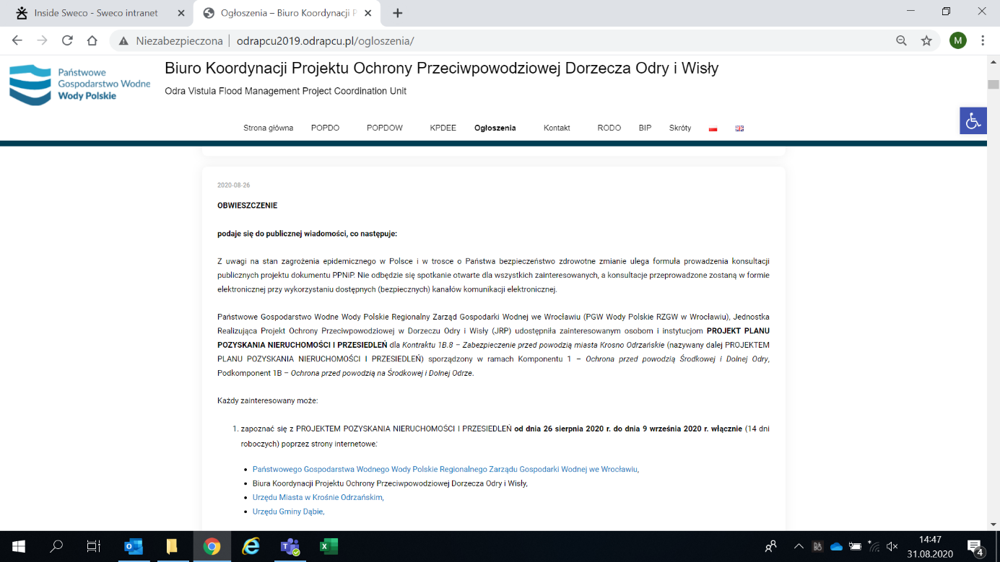 Inside Sweco - Sweco intranet
Ogłoszenia – Biuro Koordynacji P
Niezabezpieczona
odrapcu2019.odrapcu.pl/ogloszenia/
M
Państwowe
Gospodarstwo Wodne
Wody Polskie
Biuro Koordynacji Projektu Ochrony Przeciwpowodziowej Dorzecza Odry i Wisły
Odra Vistula Flood Management Project Coordination Unit
Strona główna POPDO POPDOW KPDEE Ogłoszenia Kontakt RODO BIP Skróty
2020-08-26
OBWIESZCZENIE
podaje się do publicznej wiadomości, co następuje:
Z uwagi na stan zagrożenia epidemicznego w Polsce i w trosce o Państwa bezpieczeństwo zdrowotne zmianie ulega formuła prowadzenia konsultacji
publicznych projektu dokumentu PPNiP. Nie odbędzie się spotkanie otwarte dla wszystkich zainteresowanych, a konsultacje przeprowadzone zostaną w formie
elektronicznej przy wykorzystaniu dostępnych (bezpiecznych) kanałów komunikacji elektronicznej.
Państwowe Gospodarstwo Wodne Wody Polskie Regionalny Zarząd Gospodarki Wodnej we Wrocławiu (PGW Wody Polskie RZGW w Wrocławiu), Jednostka
Realizująca Projekt Ochrony Przeciwpowodziowej w Dorzeczu Odry i Wisły (JRP) udostępniła zainteresowanym osobom i instytucjom PROJEKT PLANU
POZYSKANIA NIERUCHOMOŚCI I PRZESIEDLEŃ dla Kontraktu 1B.8 – Zabezpieczenie przed powodzią miasta Krosno Odrzańskie (nazywany dalej PROJEKTEM
PLANU POZYSKANIA NIERUCHOMOŚCI I PRZESIEDLEŃ) sporządzony w ramach Komponentu 1 – Ochrona przed powodzią Środkowej i Dolnej Odry,
Podkomponent 1B – Ochrona przed powodzią na Środkowej i Dolnej Odrze.
Każdy zainteresowany może:
1. zapoznać się z PROJEKTEM POZYSKANIA NIERUCHOMOŚCI I PRZESIEDLEŃ od dnia 26 sierpnia 2020 r. do dnia 9 września 2020 r. włącznie (14 dni
roboczych) poprzez strony internetowe:
• Państwowego Gospodarstwa Wodnego Wody Polskie Regionalnego Zarządu Gospodarki Wodnej we Wrocławiu,
• Biura Koordynacji Projektu Ochrony Przeciwpowodziowej Dorzecza Odry i Wisły,
• Urzędu Miasta w Krośnie Odrzańskim,
• Urzędu Gminy Dąbie,
14:47
31.08.2020
4